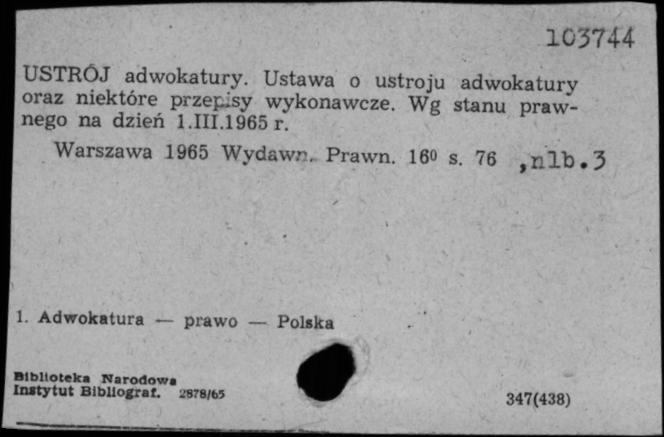 103744
USTRÓJ adwokatury. Ustawa o ustroju adwokatury
oraz niektóre przepisy wykonawcze. Wg stanu praw-
nego na dzień 1.III.1965 r.
Warszawa 1965 Wydawn. Prawn. 16⁰ s. 76 ,nlb.3
1. Adwokatura — prawo — Polska
Biblioteka Narodowa
Instytut Bibliograf. 2878/65
347(438)